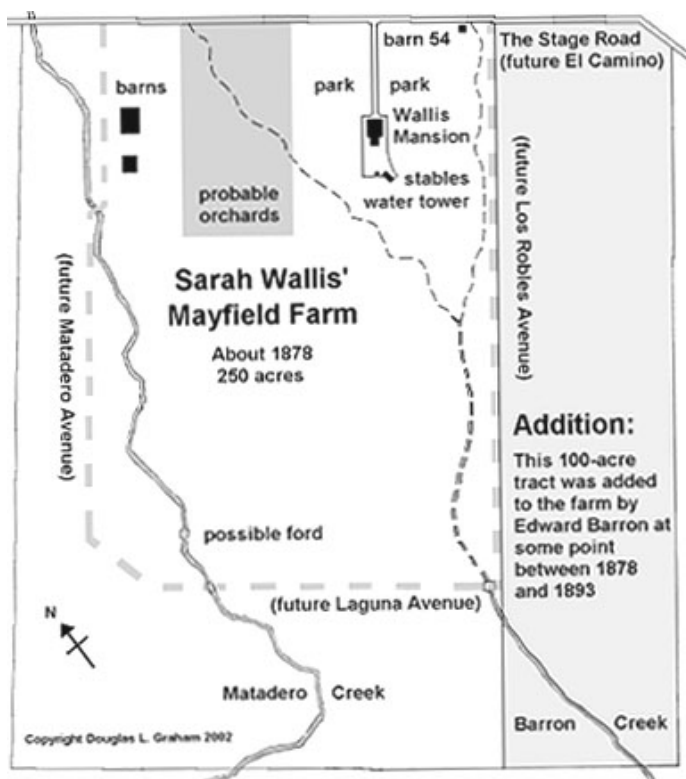 barn 54
The Stage Road
(future El Camino)
barns
park
park
Wallis
Mansion
stables
water tower
probable
orchards
(future Los Robles Avenue)
(future Matadero Avenue)
Sarah Wallis'
Mayfield Farm
About 1878
250 acres
Addition:
This 100-acre
tract was added
to the farm by
Edward Barron at
some point
between 1878
and 1893
possible ford
(future Laguna Avenue)
N
Matadero Creek
Barron Creek
Copyright Douglas L. Graham 2002